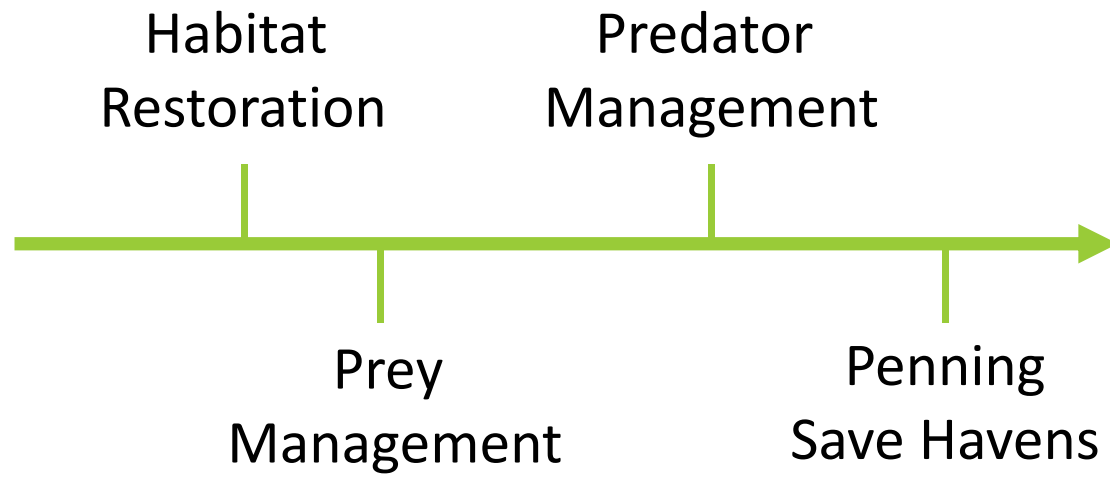 Habitat
Restoration
Predator
Management
Prey
Management
Penning
Save Havens